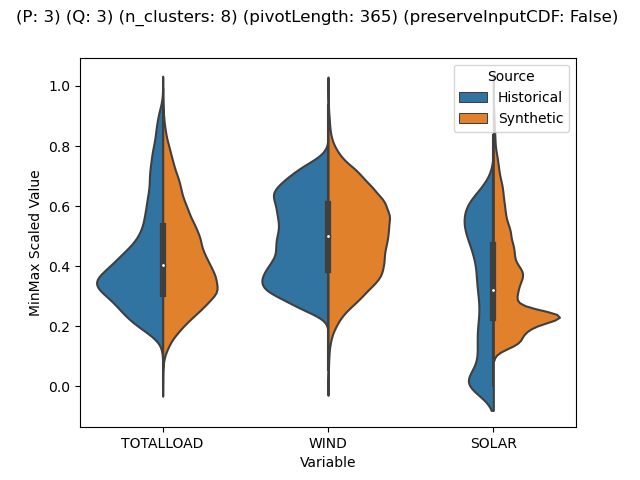 (P: 3) (Q: 3) (n_clusters: 8) (pivotLength: 365) (preserveInputCDF: False)
Source
Historical
Synthetic
MinMax Scaled Value
1.0
0.8
0.6
0.4
0.2
0.0
TOTALLOAD WIND SOLAR
Variable